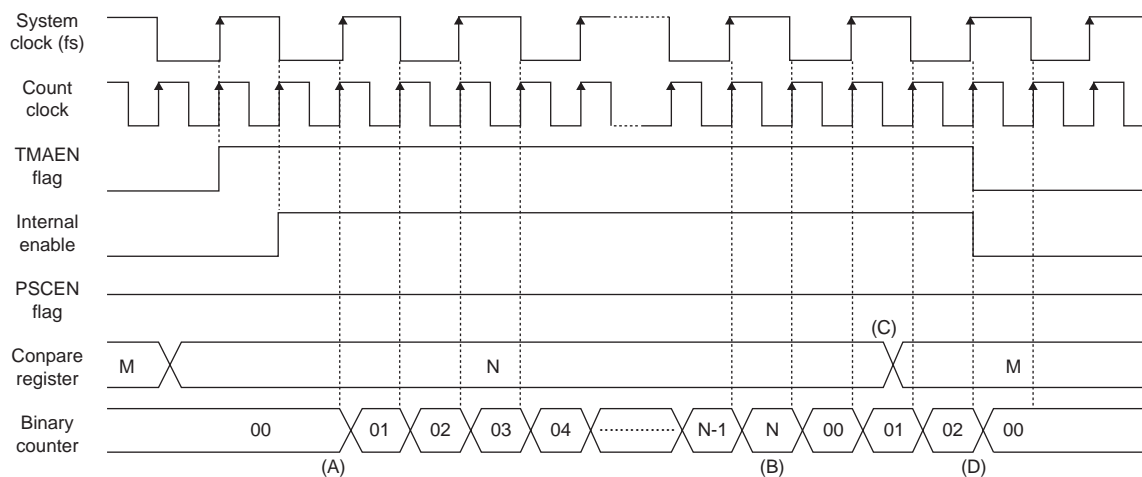 System
clock (fs)
Count
clock
TMAEN
flag
Internal
enable
PSCEN
flag
(C)
Conpare
register
M
N
M
Binary
counter
00
01
02
03
04
N-1
N
00
01
02
00
(A)
(B)
(D)